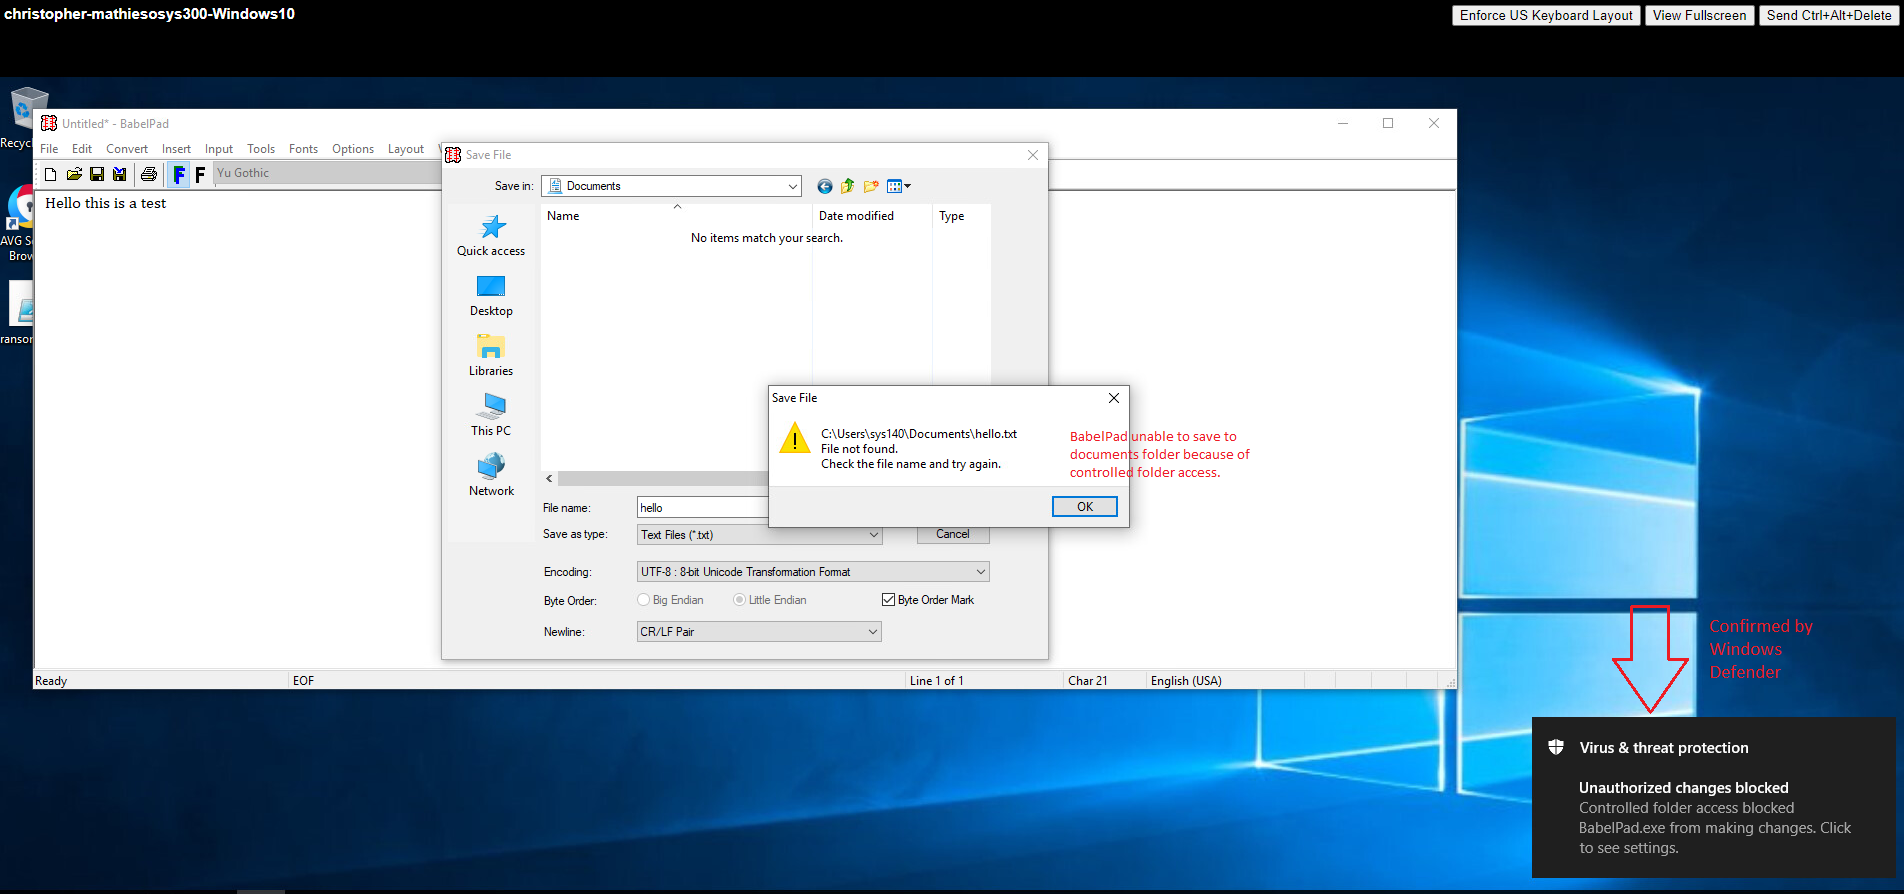 christopher-mathiesosys300-Windows10
Enforce US Keyboard Layout View Fullscreen Send Ctrl+Alt+Delete
Untitled* - BabelPad
File Edit Convert Insert Input Tools Fonts Options Layout
F F Yu Gothic
Hello this is a test
Recyc
AVG S
Brow
ransor
Save File
Save in: Documents
Name Date modified Type
No items match your search.
Quick access
Desktop
Libraries
This PC
Network
Save File
C:\Users\sys140\Documents\hello.txt
File not found.
Check the file name and try again.
OK
BabelPad unable to save to
documents folder because of
controlled folder access.
File name: hello
Save as type: Text Files (*.txt) Cancel
Encoding: UTF-8 : 8-bit Unicode Transformation Format
Byte Order: Big Endian Little Endian Byte Order Mark
Newline: CR/LF Pair
Ready EOF Line 1 of 1 Char 21 English (USA)
Confirmed by
Windows
Defender
Virus & threat protection
Unauthorized changes blocked
Controlled folder access blocked
BabelPad.exe from making changes. Click
to see settings.